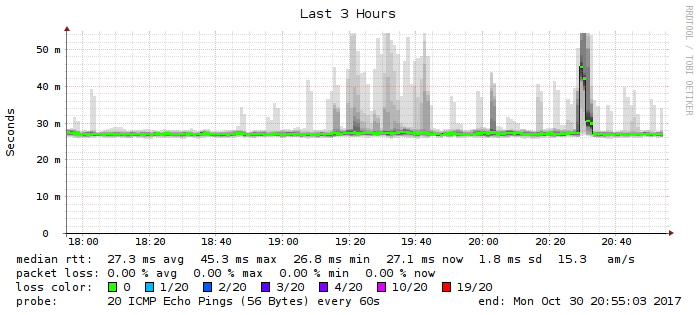 Last 3 Hours
RRDTOOL / TOBI OETIKER
Seconds
50 m
40 m
30 m
20 m
10 m
0
18:00 18:20 18:40 19:00 19:20 19:40 20:00 20:20 20:40
median rtt: 27.3 ms avg 45.3 ms max 26.8 ms min 27.1 ms now 1.8 ms sd 15.3 am/s
packet loss: 0.00 % avg 0.00 % max 0.00 % min 0.00 % now
loss color: 0 1/20 2/20 3/20 4/20 10/20 19/20
probe: 20 ICMP Echo Pings (56 Bytes) every 60s end: Mon Oct 30 20:55:03 2017